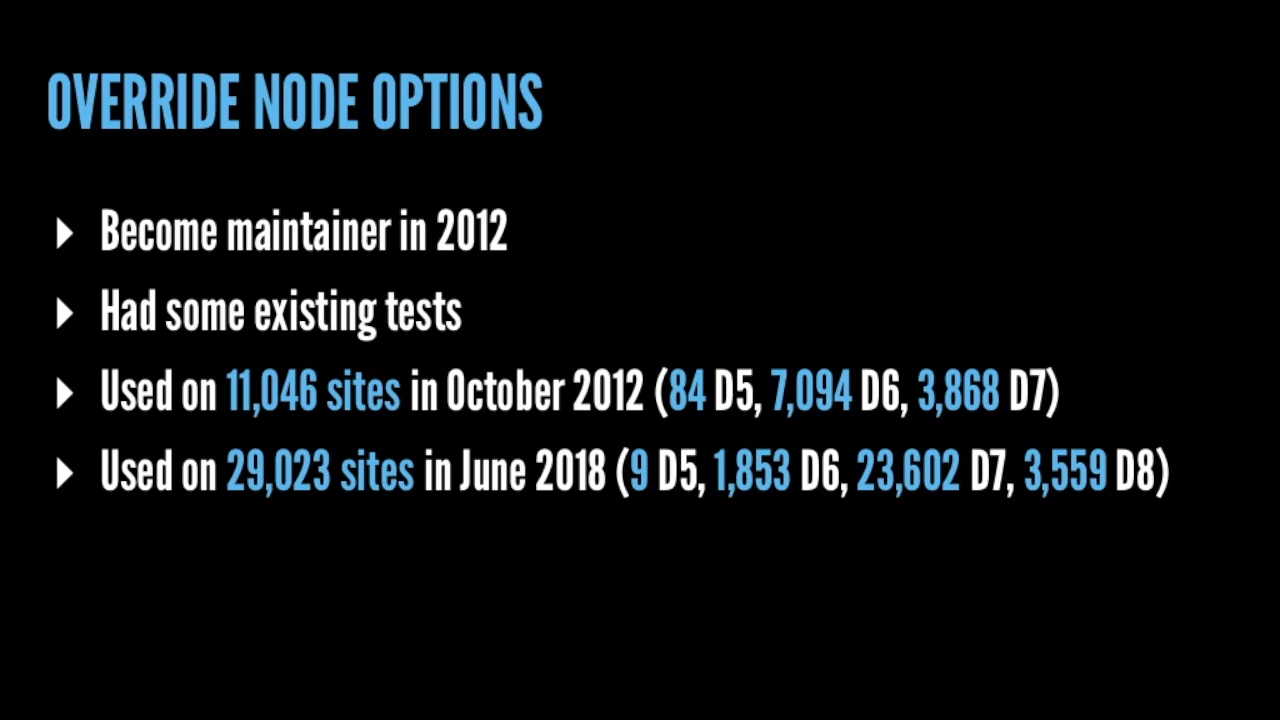 OVERRIDE NODE OPTIONS
Become maintainer in 2012
Had some existing tests
Used on 11,046 sites in October 2012 (84 D5, 7,094 D6, 3,868 D7)
Used on 29,023 sites in June 2018 (9 D5, 1,853 D6, 23,602 D7, 3,559 D8)